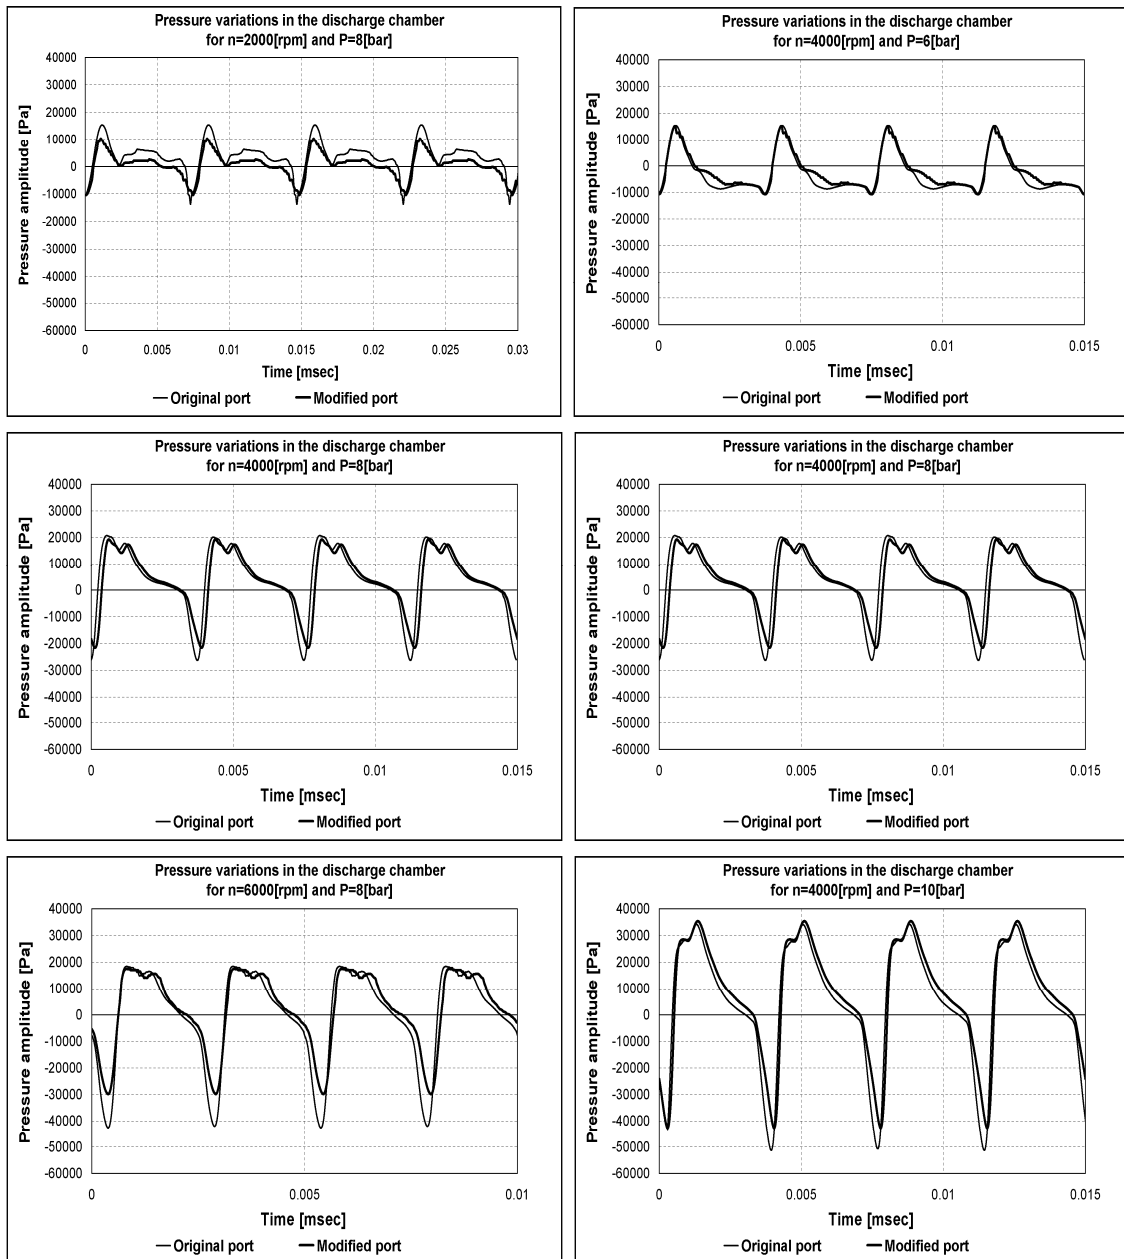 Pressure variations in the discharge chamber
for n=2000[rpm] and P=8[bar]
Pressure amplitude [Pa]
40000
30000
20000
10000
0
-10000
-20000
-30000
-40000
-50000
-60000
0 0.005 0.01 0.015 0.02 0.025 0.03
Time [msec]
Original port Modified port
Pressure variations in the discharge chamber
for n=4000[rpm] and P=6[bar]
Pressure amplitude [Pa]
40000
30000
20000
10000
0
-10000
-20000
-30000
-40000
-50000
-60000
0 0.005 0.01 0.015
Time [msec]
Original port Modified port
Pressure variations in the discharge chamber
for n=4000[rpm] and P=8[bar]
Pressure amplitude [Pa]
40000
30000
20000
10000
0
-10000
-20000
-30000
-40000
-50000
-60000
0 0.005 0.01 0.015
Time [msec]
Original port Modified port
Pressure variations in the discharge chamber
for n=4000[rpm] and P=8[bar]
Pressure amplitude [Pa]
40000
30000
20000
10000
0
-10000
-20000
-30000
-40000
-50000
-60000
0 0.005 0.01 0.015
Time [msec]
Original port Modified port
Pressure variations in the discharge chamber
for n=6000[rpm] and P=8[bar]
Pressure amplitude [Pa]
40000
30000
20000
10000
0
-10000
-20000
-30000
-40000
-50000
-60000
0 0.005 0.01
Time [msec]
Original port Modified port
Pressure variations in the discharge chamber
for n=4000[rpm] and P=10[bar]
Pressure amplitude [Pa]
40000
30000
20000
10000
0
-10000
-20000
-30000
-40000
-50000
-60000
0 0.005 0.01 0.015
Time [msec]
Original port Modified port